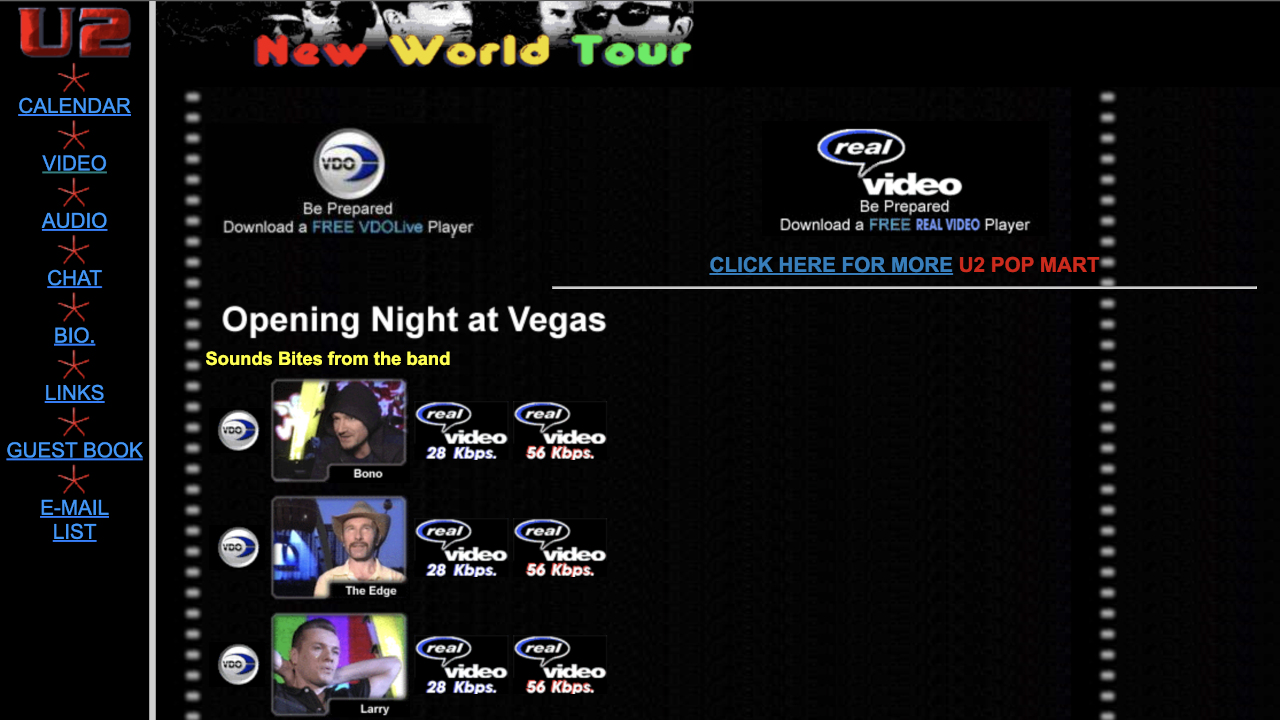 U2
CALENDAR
VIDEO
AUDIO
CHAT
BIO.
LINKS
GUEST BOOK
E-MAIL
LIST
New World Tour
VDO
Be Prepared
Download a FREE VDOLive Player
real
video
Be Prepared
Download a FREE REAL VIDEO Player
CLICK HERE FOR MORE U2 POP MART
Opening Night at Vegas
Sounds Bites from the band
VDO
Bono
real
video
28 Kbps.
real
video
56 Kbps.
VDO
The Edge
real
video
28 Kbps.
real
video
56 Kbps.
VDO
Larry
real
video
28 Kbps.
real
video
56 Kbps.